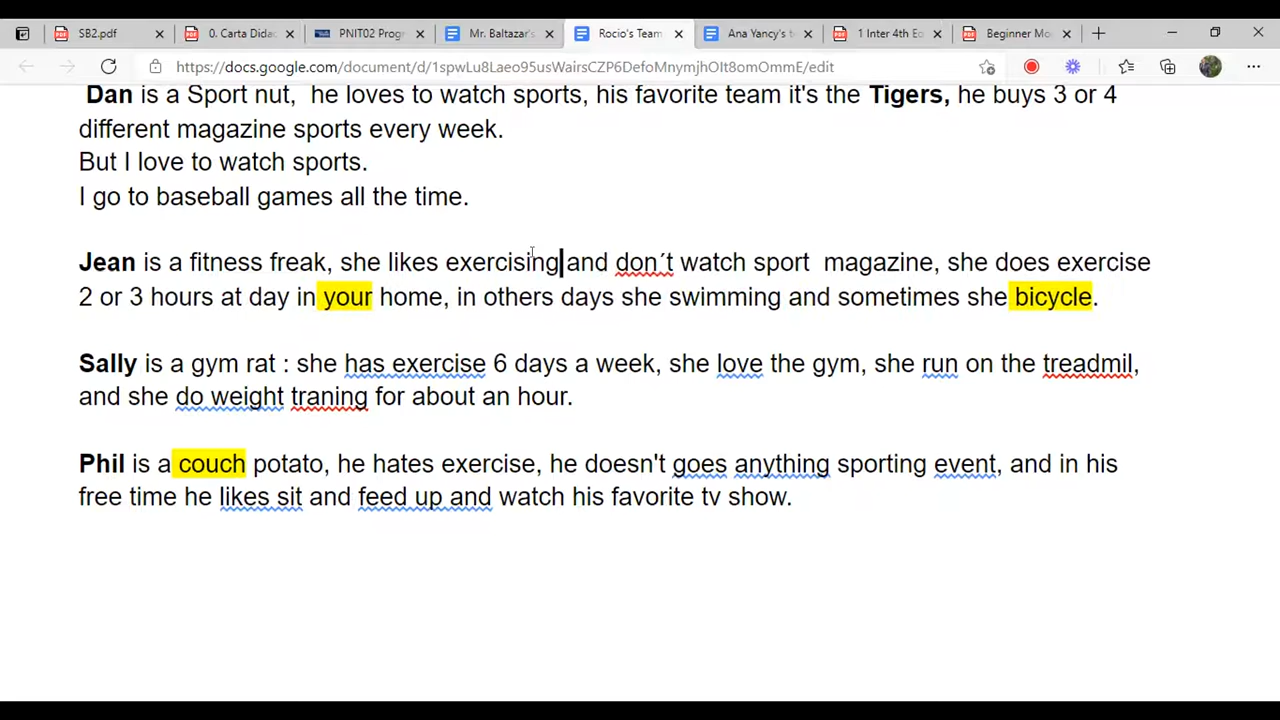 SB2.pdf
0. Carta Didac
PNIT02 Progr
Mr. Baltazar's
Rocio's Team
Ana Yancy's t
1 Inter 4th Ec
Beginner Mo
https://docs.google.com/document/d/1spwLu8Laeo95usWairsCZP6DefoMnymjhOIt8omOmmE/edit
Dan is a Sport nut,  he loves to watch sports, his favorite team it's the Tigers, he buys 3 or 4
different magazine sports every week.
But I love to watch sports.
I go to baseball games all the time.
Jean is a fitness freak, she likes exercising and don´t watch sport  magazine, she does exercise
2 or 3 hours at day in your home, in others days she swimming and sometimes she bicycle.
Sally is a gym rat : she has exercise 6 days a week, she love the gym, she run on the treadmil,
and she do weight traning for about an hour.
Phil is a couch potato, he hates exercise, he doesn't goes anything sporting event, and in his
free time he likes sit and feed up and watch his favorite tv show.